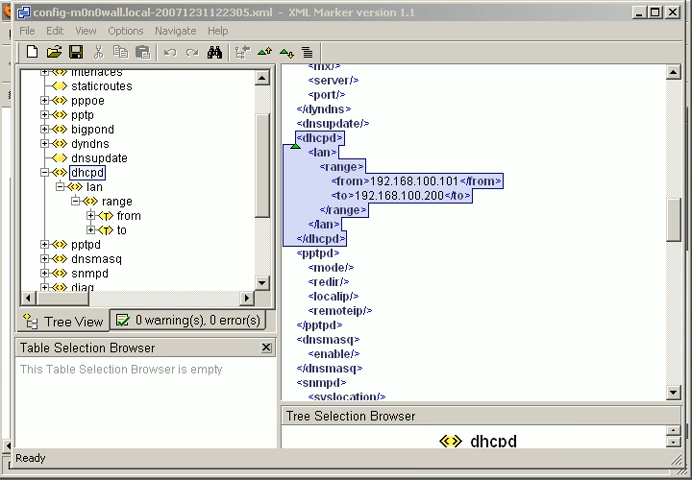 config-m0n0wall.local-20071231122305.xml - XML Marker version 1.1
File Edit View Options Navigate Help
interfaces
staticroutes
pppoe
pptp
bigpond
dyndns
dnsupdate
dhcpd
lan
range
from
to
pptpd
dnsmasq
snmpd
diag
Tree View
0 warning(s), 0 error(s)
Table Selection Browser
This Table Selection Browser is empty
<mx/>
<server/>
<port/>
</dyndns>
<dnsupdate/>
<dhcpd>
<lan>
<range>
<from>192.168.100.101</from>
<to>192.168.100.200</to>
</range>
</lan>
</dhcpd>
<pptpd>
<mode/>
<redir/>
<localip/>
<remoteip/>
</pptpd>
<dnsmasq>
<enable/>
</dnsmasq>
<snmpd>
<syslocation/>
Tree Selection Browser
dhcpd
Ready